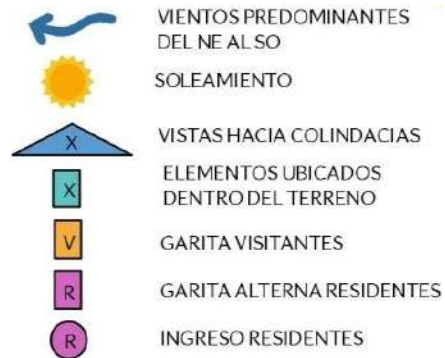 VIENTOS PREDOMINANTES
DEL NE AL SO
SOLEAMIENTO
X VISTAS HACIA COLINDACIAS
X ELEMENTOS UBICADOS
DENTRO DEL TERRENO
V GARITA VISITANTES
R GARITA ALTERNA RESIDENTES
R INGRESO RESIDENTES